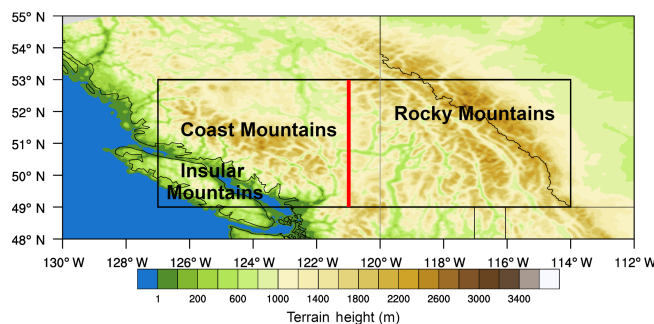 55° N
54° N
53° N
52° N
51° N
50° N
49° N
48° N
Rocky Mountains
Coast Mountains
Insular
Mountains
130° W 128° W 126° W 124° W 122° W 120° W 118° W 116° W 114° W 112° W
1 200 600 1000 1400 1800 2200 2600 3000 3400
Terrain height (m)